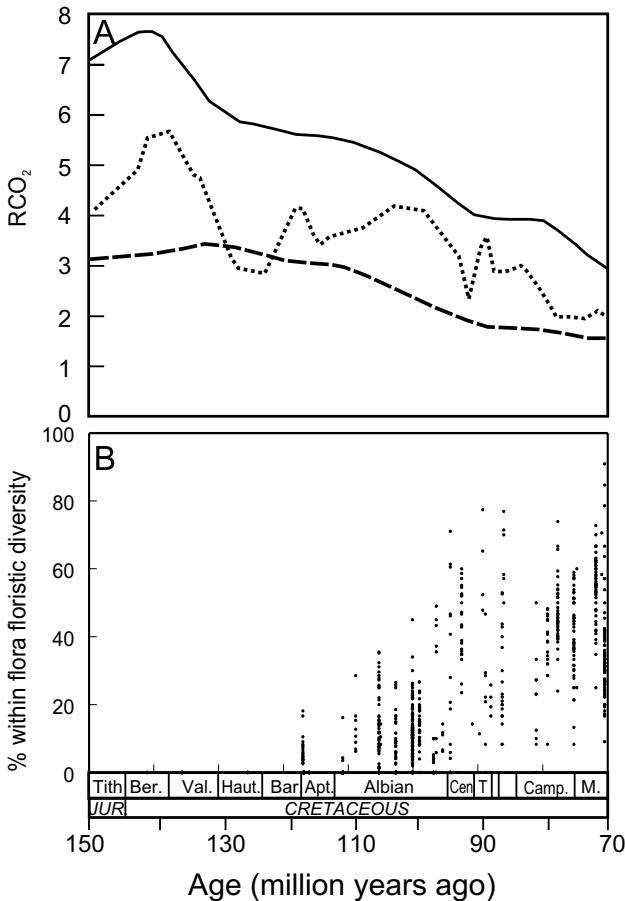 A
8
7
6
5
4
3
2
1
0
RCO2
B
100
80
60
40
20
0
% within flora floristic diversity
Tith Ber. Val. Haut. Bar Apt. Albian Cen T Camp. M.
JUR. CRETACEOUS
150 130 110 90 70
Age (million years ago)